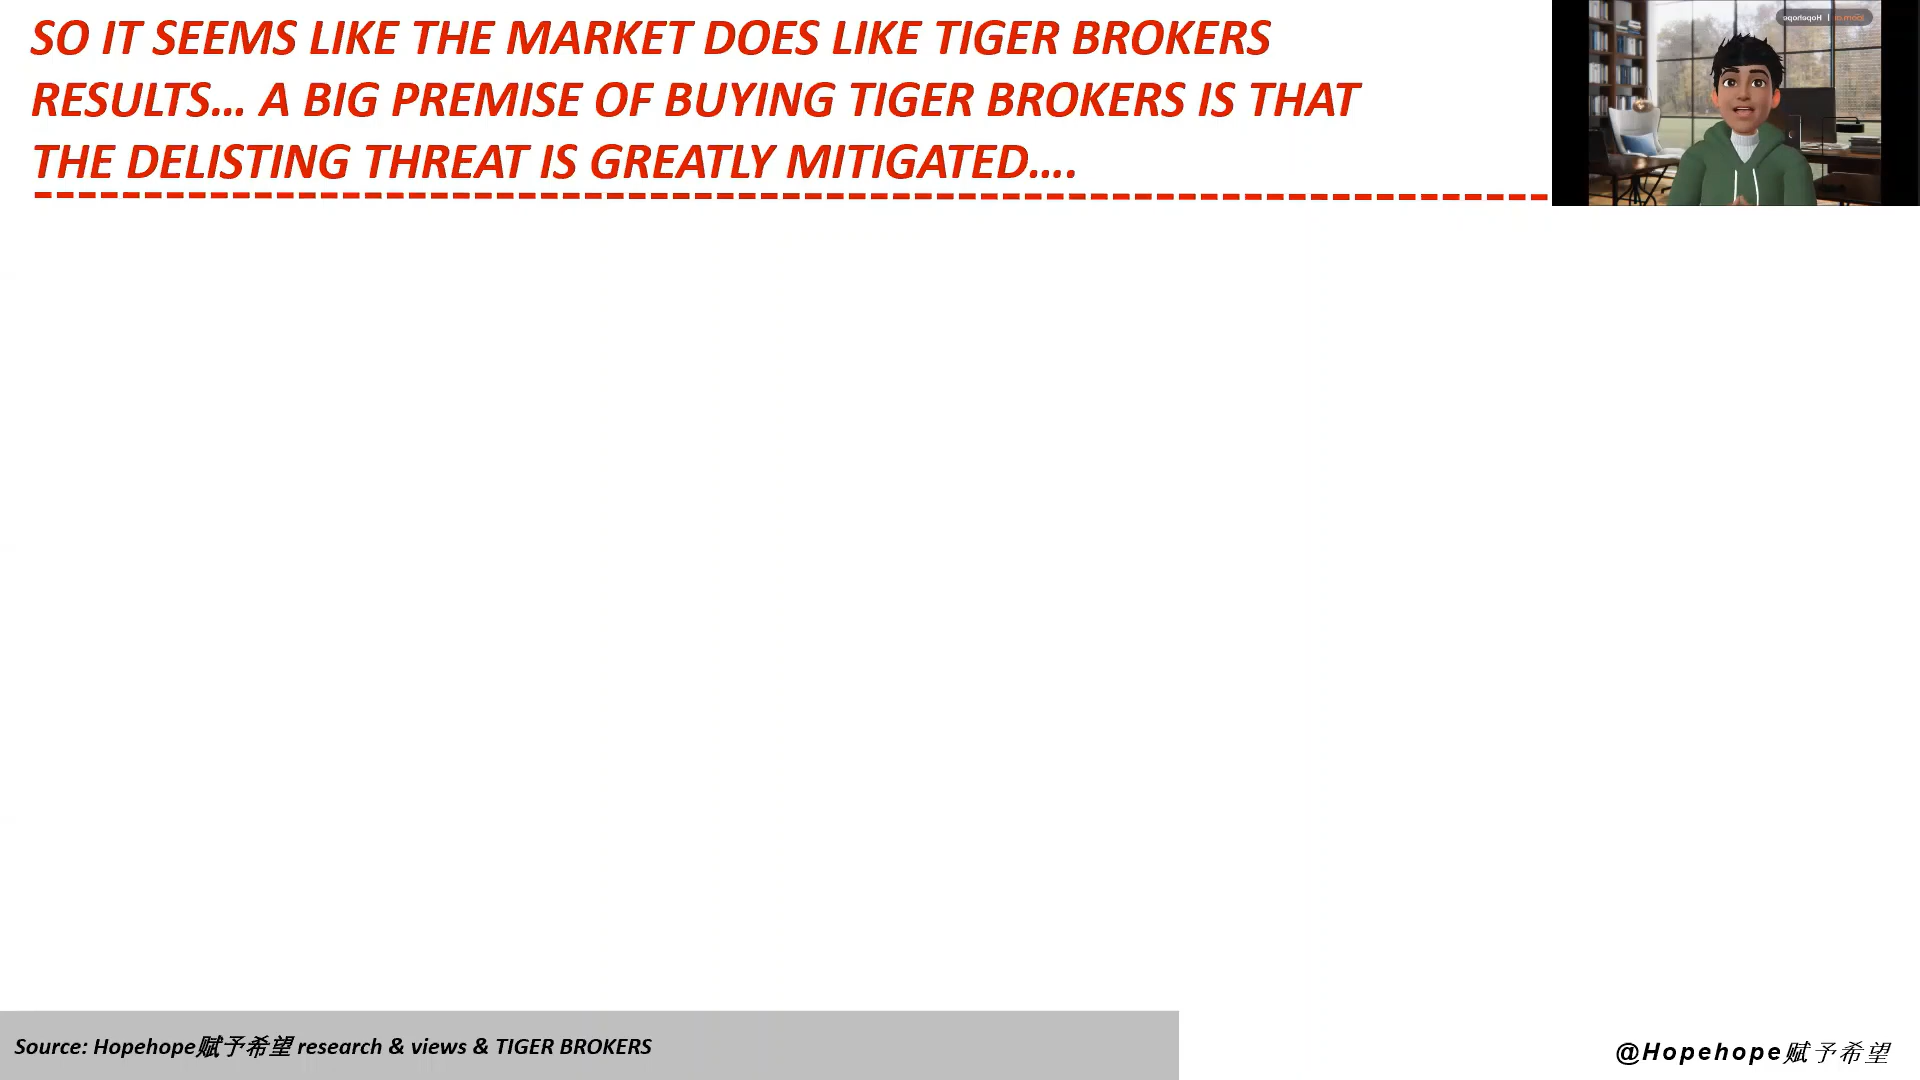 SO IT SEEMS LIKE THE MARKET DOES LIKE TIGER BROKERS
RESULTS... A BIG PREMISE OF BUYING TIGER BROKERS IS THAT
THE DELISTING THREAT IS GREATLY MITIGATED....
Hopehope
Source: Hopehope赋予希望 research & views & TIGER BROKERS
@Hopehope赋予希望